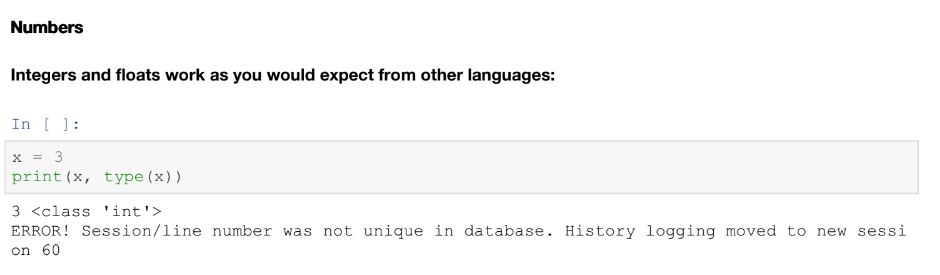 Numbers
Integers and floats work as you would expect from other languages:
In [ ]:
x = 3
print(x, type(x))
3 <class 'int'>
ERROR! Session/line number was not unique in database. History logging moved to new sessi
on 60